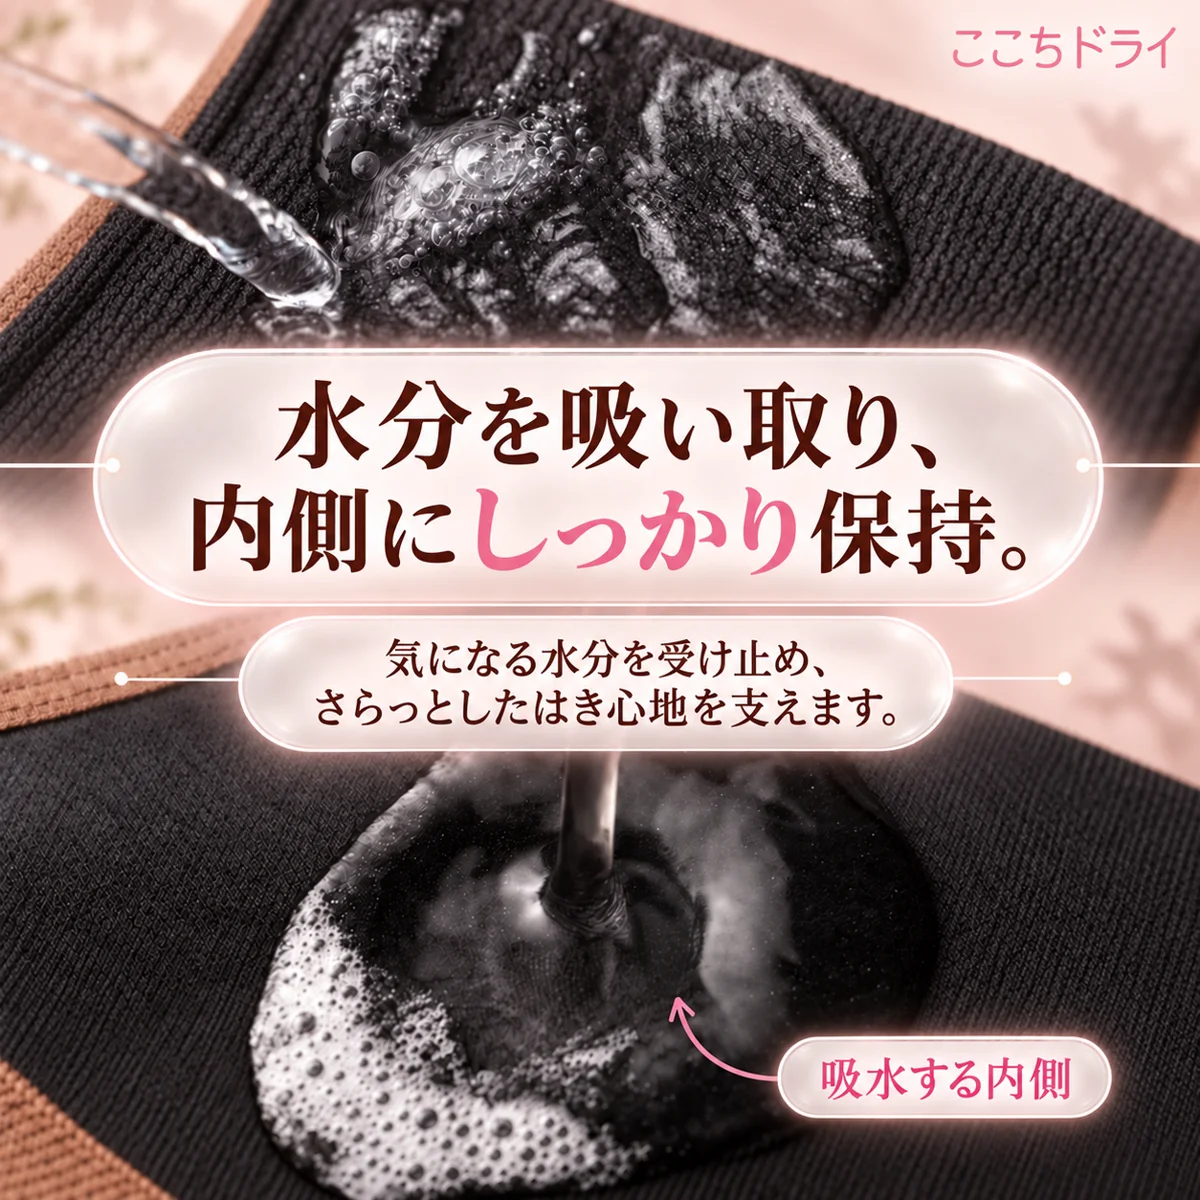 ここちドライ
水分を吸い取り、
内側にしっかり保持。
気になる水分を受け止め、
さらっとしたはき心地を支えます。
吸水する内側